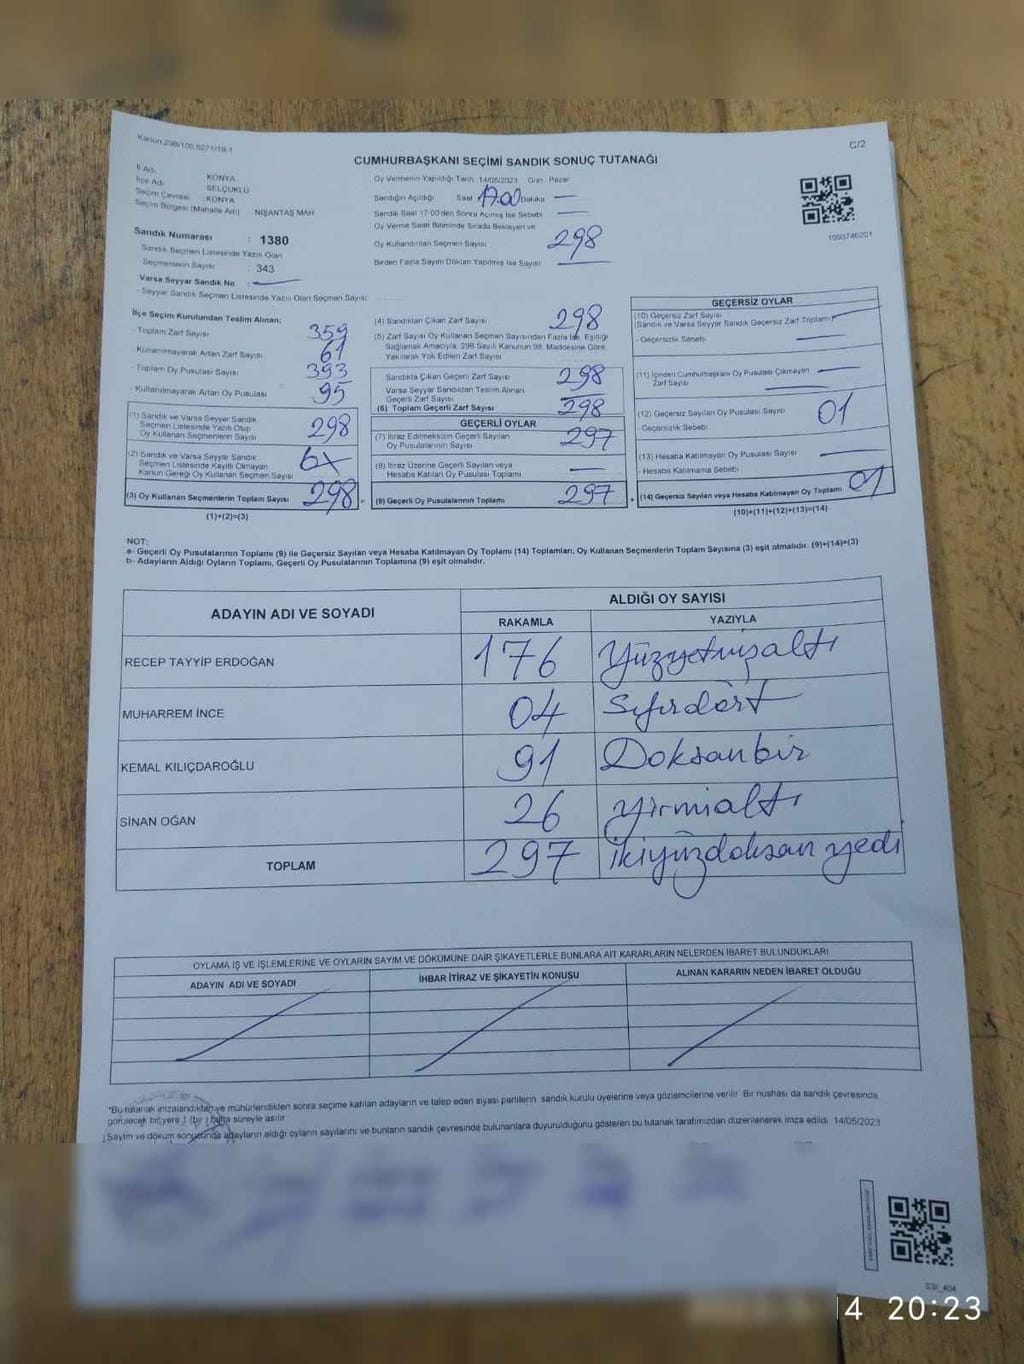 Kanun 298/106,6271/19-1
C/2
CUMHURBAŞKANI SEÇİMİ SANDIK SONUÇ TUTANAĞI
İl Adı KONYA
İlçe Adı SELÇUKLU
Seçim Çevresi : KONYA
Seçim Bölgesi (Mahalle Adı) NİŞANTAŞ MAH
Sandık Numarası : 1380
Sandık Seçmen Listesinde Yazılı Olan
Seçmenlerin Sayısı : 343
Varsa Seyyar Sandık No :
- Seyyar Sandık Seçmen Listesinde Yazılı Olan Seçmen Sayısı:
Oy Vermenin Yapıldığı Tarih 14/05/2023 Gün : Pazar
Sandığın Açıldığı Saat 17.00 Dakika —
Sandık Saat 17:00'den Sonra Açılmış İse Sebebi —
Oy Verme Saati Bitiminde Sırada Bekleyen ve
Oy Kullandırılan Seçmen Sayısı 298
Birden Fazla Sayım Döküm Yapılmış İse Sayısı —
1093746201
İlçe Seçim Kurulundan Teslim Alınan;
- Toplam Zarf Sayısı 359
- Kullanılmayarak Artan Zarf Sayısı 61
- Toplam Oy Pusulası Sayısı 393
- Kullanılmayarak Artan Oy Pusulası 95
(1) Sandık ve Varsa Seyyar Sandık
Seçmen Listesinde Yazılı Olup
Oy Kullanan Seçmenlerin Sayısı 298
(2) Sandık ve Varsa Seyyar Sandık
Seçmen Listesinde Kayıtlı Olmayan
Kanun Gereği Oy Kullanan Seçmen Sayısı
(3) Oy Kullanan Seçmenlerin Toplam Sayısı 298
(1)+(2)=(3)
(4) Sandıktan Çıkan Zarf Sayısı 298
(5) Zarf Sayısı Oy Kullanan Seçmen Sayısından Fazla İse, Eşitliği
Sağlamak Amacıyla, 298 Sayılı Kanunun 98. Maddesine Göre
Yakılarak Yok Edilen Zarf Sayısı
Sandıkta Çıkan Geçerli Zarf Sayısı 298
Varsa Seyyar Sandıktan Teslim Alınan
Geçerli Zarf Sayısı —
(6) Toplam Geçerli Zarf Sayısı 298
GEÇERLİ OYLAR
(7) İtiraz Edilmeksizin Geçerli Sayılan
Oy Pusulalarının Sayısı 297
(8) İtiraz Üzerine Geçerli Sayılan veya
Hesaba Katılan Oy Pusulası Toplamı —
(9) Geçerli Oy Pusulalarının Toplamı 297
GEÇERSİZ OYLAR
(10) Geçersiz Zarf Sayısı
(Sandık ve Varsa Seyyar Sandık Geçersiz Zarf Toplamı) —
- Geçersizlik Sebebi —
(11) İçinden Cumhurbaşkanı Oy Pusulası Çıkmayan —
Zarf Sayısı
(12) Geçersiz Sayılan Oy Pusulası Sayısı 01
- Geçersizlik Sebebi
(13) Hesaba Katılmayan Oy Pusulası Sayısı —
- Hesaba Katılmama Sebebi —
(14) Geçersiz Sayılan veya Hesaba Katılmayan Oy Toplamı 01
(10)+(11)+(12)+(13)=(14)
NOT:
a- Geçerli Oy Pusulalarının Toplamı (9) ile Geçersiz Sayılan veya Hesaba Katılmayan Oy Toplamı (14) Toplamları, Oy Kullanan Seçmenlerin Toplam Sayısına (3) eşit olmalıdır. (9)+(14)=(3)
b- Adayların Aldığı Oyların Toplamı, Geçerli Oy Pusulalarının Toplamına (9) eşit olmalıdır.
ADAYIN ADI VE SOYADI ALDIĞI OY SAYISI
RAKAMLA YAZIYLA
RECEP TAYYİP ERDOĞAN 176 Yüzyetmişaltı
MUHARREM İNCE 04 Sıfırdört
KEMAL KILIÇDAROĞLU 91 Doksanbir
SİNAN OĞAN 26 yirmialtı
TOPLAM 297 ikiyüzdoksan yedi
OYLAMA İŞ VE İŞLEMLERİNE VE OYLARIN SAYIM VE DÖKÜMÜNE DAİR ŞİKAYETLERLE BUNLARA AİT KARARLARIN NELERDEN İBARET BULUNDUKLARI
ADAYIN ADI VE SOYADI İHBAR İTİRAZ VE ŞİKAYETİN KONUSU ALINAN KARARIN NEDEN İBARET OLDUĞU
*Bu tutanak imzalandıktan ve mühürlendikten sonra seçime katılan adayların ve talep eden siyasi partilerin sandık kurulu üyelerine veya gözlemcilerine verilir. Bir nushası da sandık çevresinde
görülecek bir yere 1 (bir ) hafta süreyle asılır
(Sayım ve döküm sonucunda adayların aldığı oyların sayılarını ve bunların sandık çevresinde bulunanlara duyurulduğunu gösteren bu tutanak tarafımızdan düzenlenerek imza edildi. 14/05/2023
4 20:23